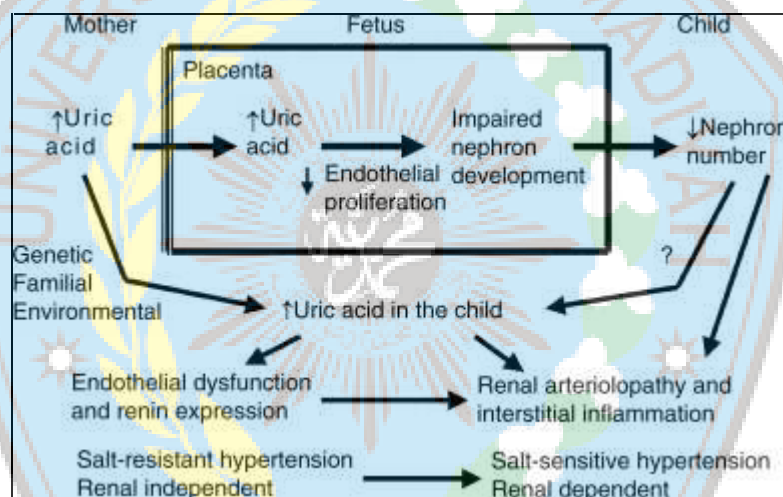 Mother
Fetus
Child
Placenta
↑Uric
acid
↑Uric
acid
↓ Endothelial
proliferation
Impaired
nephron
development
↓Nephron
number
Genetic
Familial
Environmental
?
↑Uric acid in the child
Endothelial dysfunction
and renin expression
Renal arteriolopathy and
interstitial inflammation
Salt-resistant hypertension
Renal independent
Salt-sensitive hypertension
Renal dependent